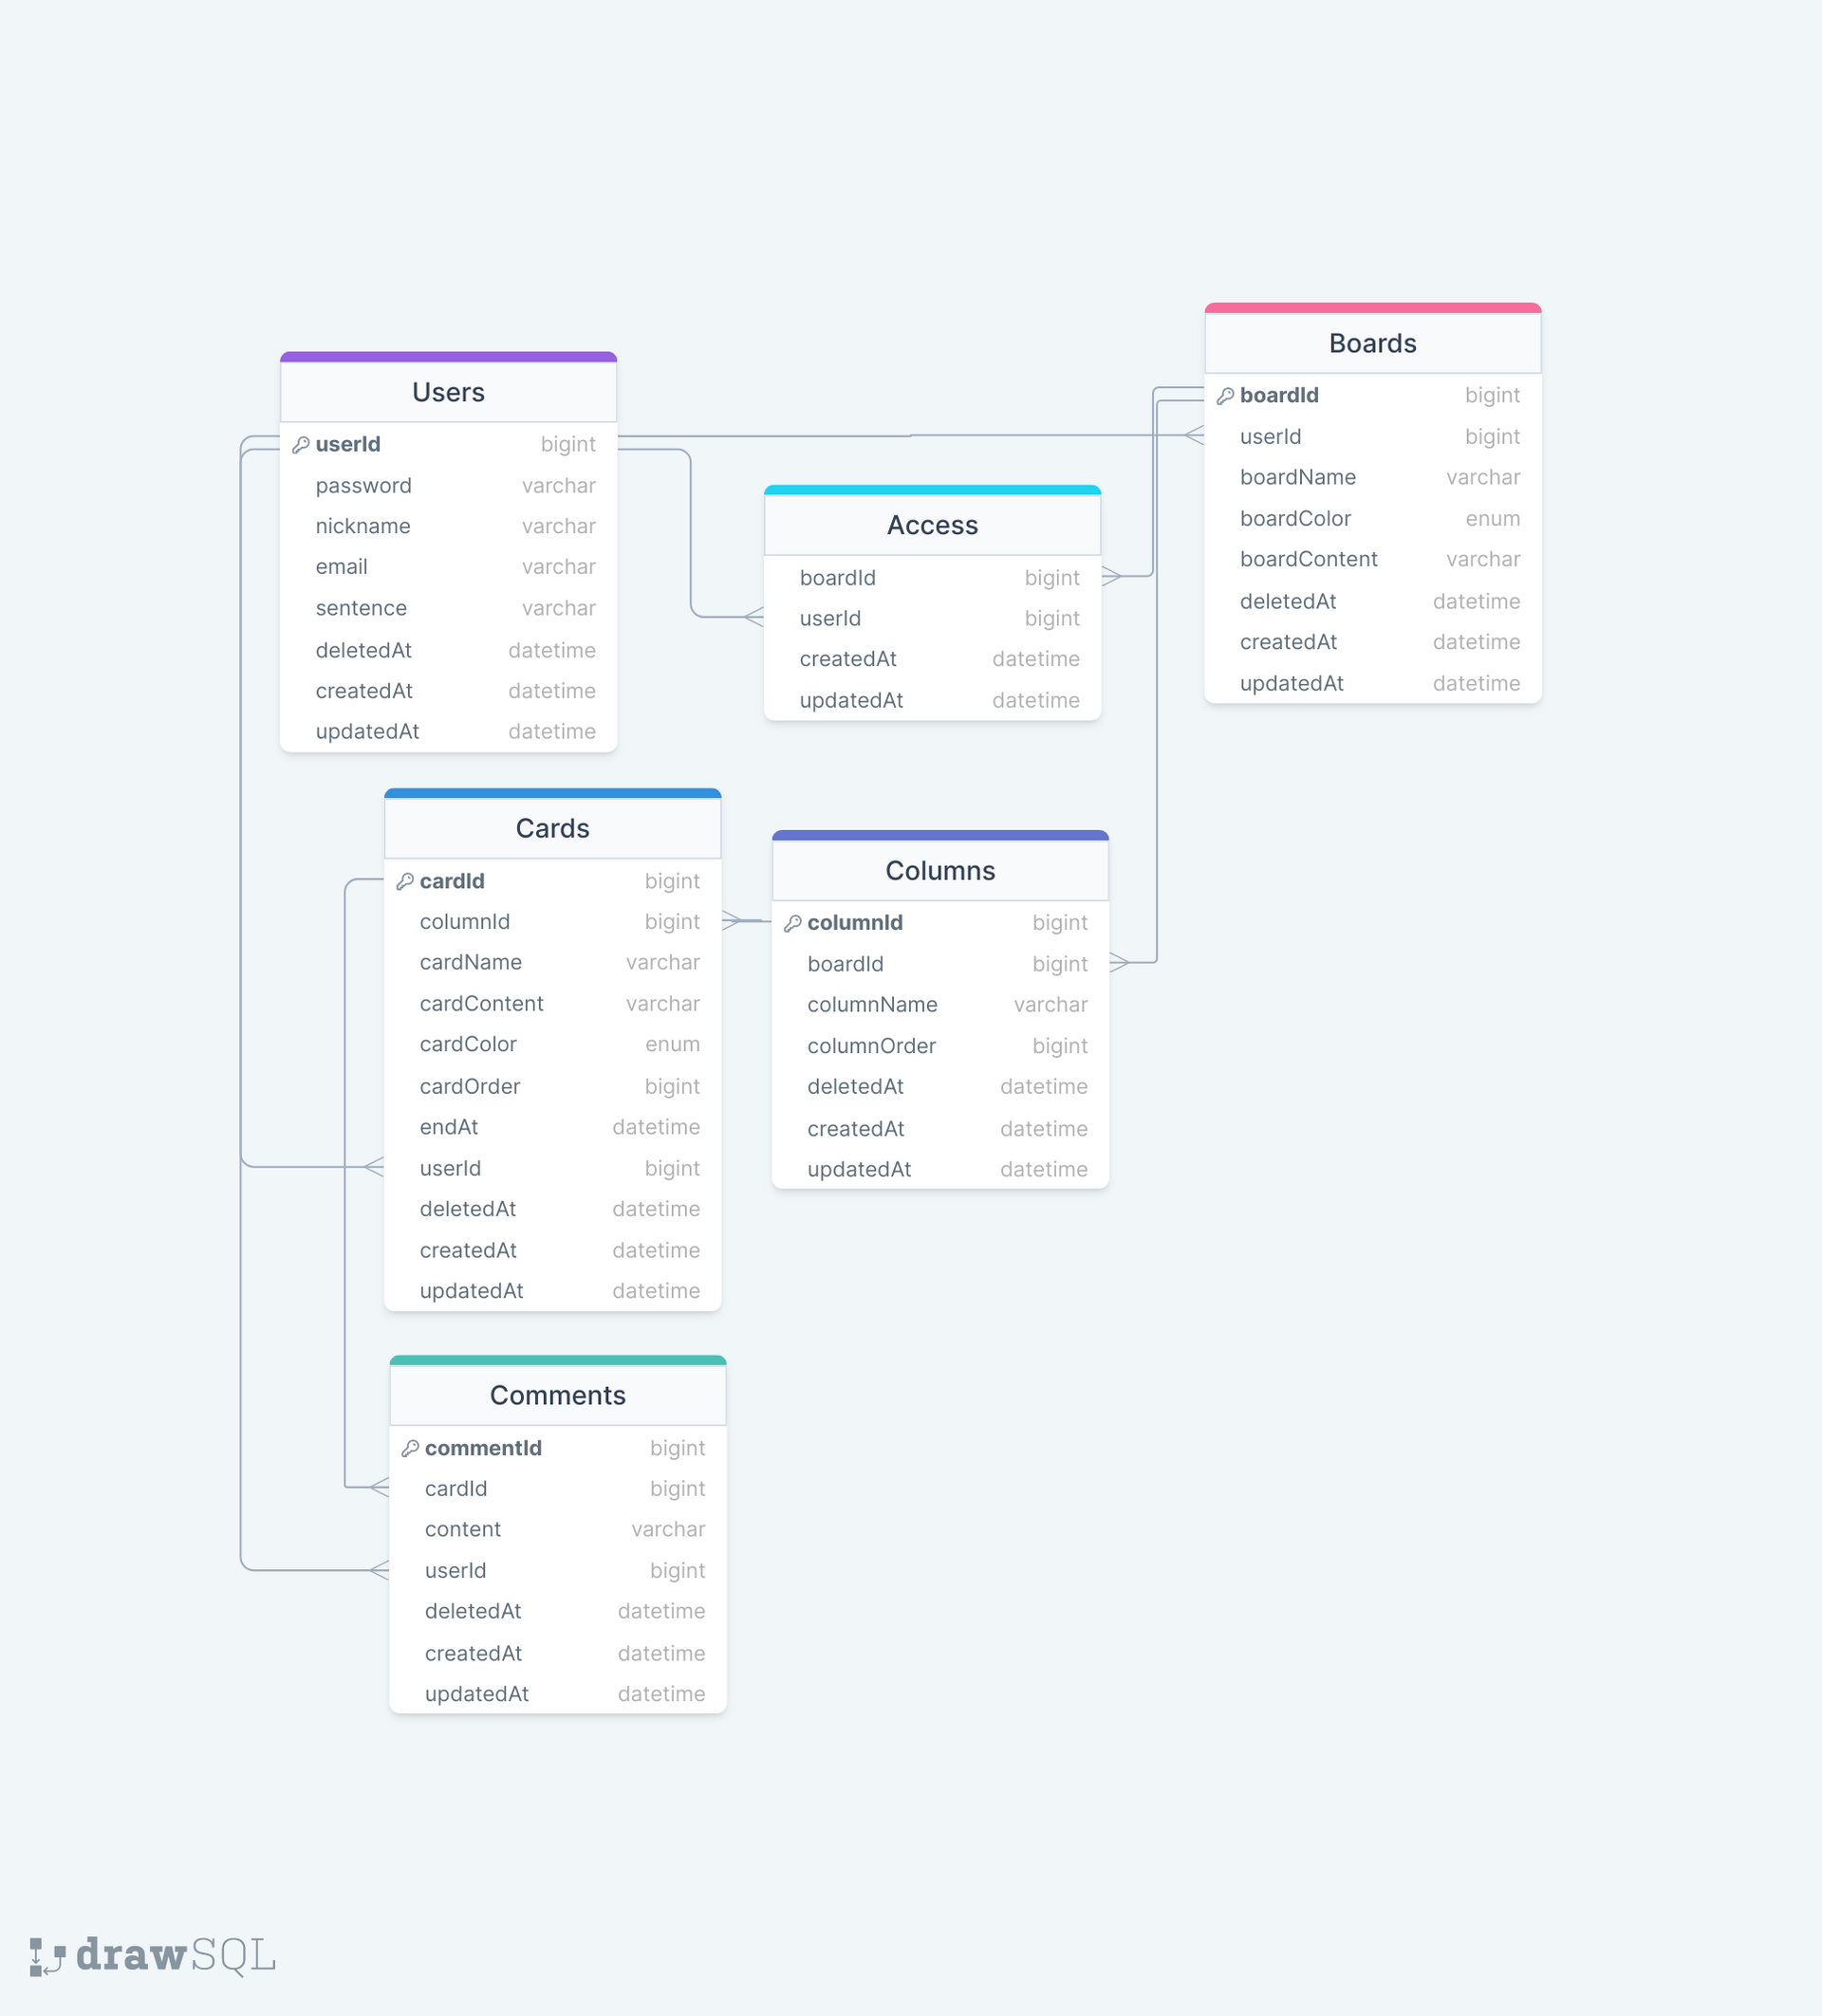 Users
userId bigint
password varchar
nickname varchar
email varchar
sentence varchar
deletedAt datetime
createdAt datetime
updatedAt datetime
Access
boardId bigint
userId bigint
createdAt datetime
updatedAt datetime
Boards
boardId bigint
userId bigint
boardName varchar
boardColor enum
boardContent varchar
deletedAt datetime
createdAt datetime
updatedAt datetime
Cards
cardId bigint
columnId bigint
cardName varchar
cardContent varchar
cardColor enum
cardOrder bigint
endAt datetime
userId bigint
deletedAt datetime
createdAt datetime
updatedAt datetime
Columns
columnId bigint
boardId bigint
columnName varchar
columnOrder bigint
deletedAt datetime
createdAt datetime
updatedAt datetime
Comments
commentId bigint
cardId bigint
content varchar
userId bigint
deletedAt datetime
createdAt datetime
updatedAt datetime
drawSQL